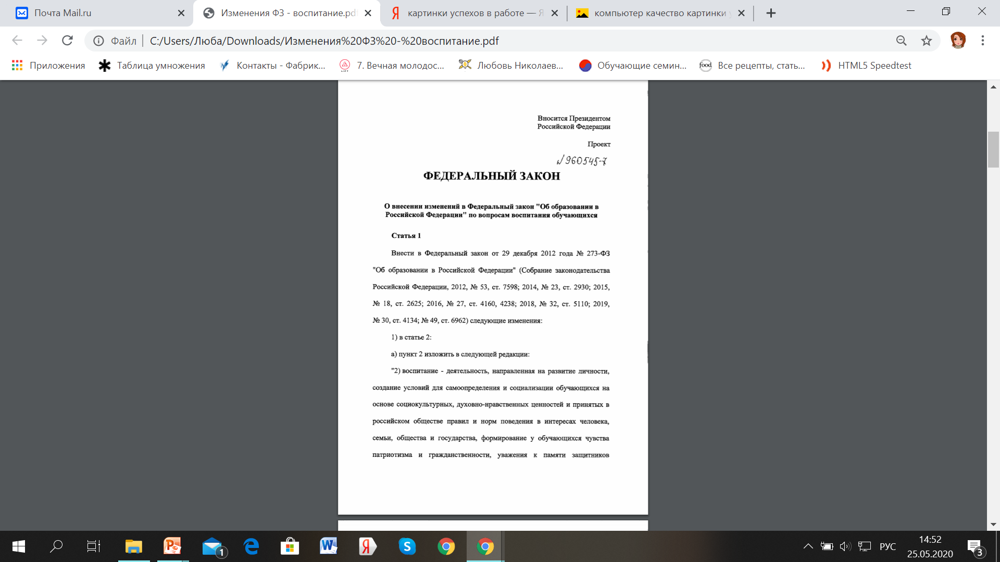 Почта Mail.ru
Изменения ФЗ - воспитание.pdf
картинки успехов в работе — Я
компьютер качество картинки у
Файл
C:/Users/Люба/Downloads/Изменения%20ФЗ%20-%20воспитание.pdf
Приложения
Таблица умножения
Контакты - Фабрик...
7. Вечная молодос...
Любовь Николаев...
Обучающие семин...
food
Все рецепты, стать...
HTML5 Speedtest
Вносится Президентом
Российской Федерации
Проект
№960545-7
ФЕДЕРАЛЬНЫЙ ЗАКОН
О внесении изменений в Федеральный закон "Об образовании в
Российской Федерации" по вопросам воспитания обучающихся
Статья 1
Внести в Федеральный закон от 29 декабря 2012 года № 273-ФЗ
"Об образовании в Российской Федерации" (Собрание законодательства
Российской Федерации, 2012, № 53, ст. 7598; 2014, № 23, ст. 2930; 2015,
№ 18, ст. 2625; 2016, № 27, ст. 4160, 4238; 2018, № 32, ст. 5110; 2019,
№ 30, ст. 4134; № 49, ст. 6962) следующие изменения:
1) в статье 2:
а) пункт 2 изложить в следующей редакции:
"2) воспитание - деятельность, направленная на развитие личности,
создание условий для самоопределения и социализации обучающихся на
основе социокультурных, духовно-нравственных ценностей и принятых в
российском обществе правил и норм поведения в интересах человека,
семьи, общества и государства, формирование у обучающихся чувства
патриотизма и гражданственности, уважения к памяти защитников
1
РУС
14:52
25.05.2020
3